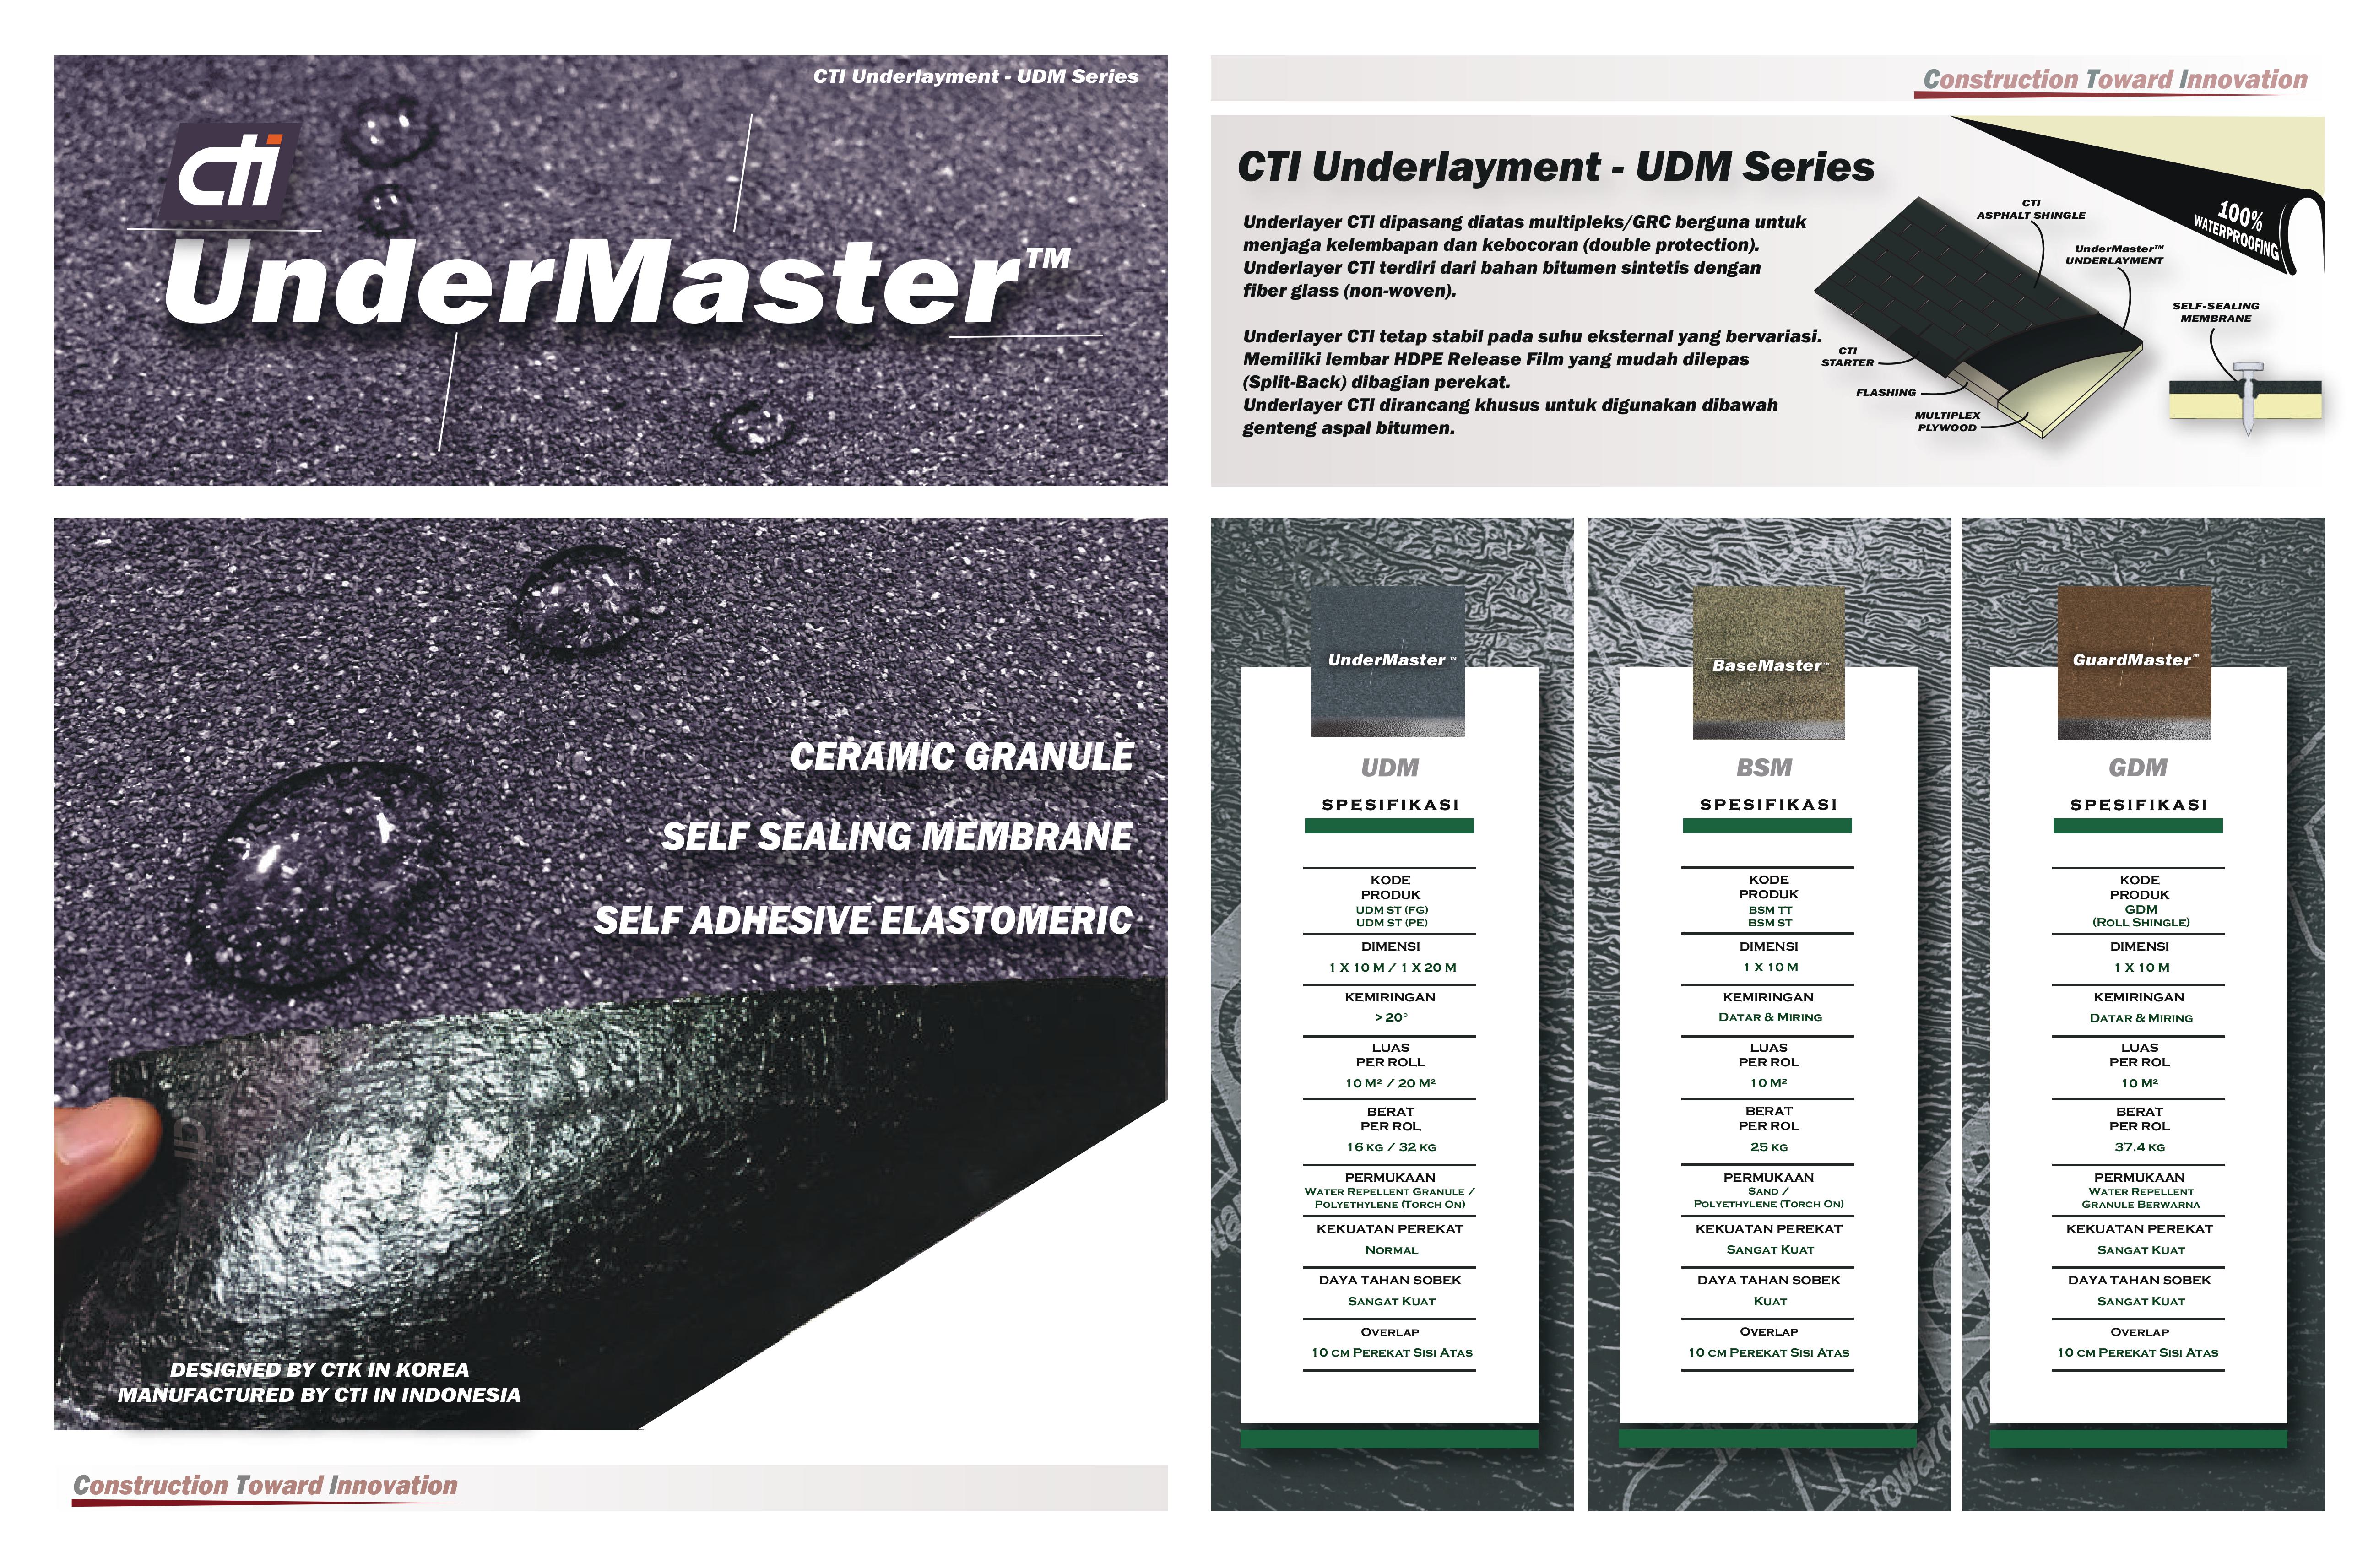 CTI Underlayment - UDM Series
cti
UnderMaster™
CERAMIC GRANULE
SELF SEALING MEMBRANE
SELF ADHESIVE ELASTOMERIC
DESIGNED BY CTK IN KOREA
MANUFACTURED BY CTI IN INDONESIA
Construction Toward Innovation
Construction Toward Innovation
CTI Underlayment - UDM Series
Underlayer CTI dipasang diatas multipleks/GRC berguna untuk
menjaga kelembapan dan kebocoran (double protection).
Underlayer CTI terdiri dari bahan bitumen sintetis dengan
fiber glass (non-woven).
Underlayer CTI tetap stabil pada suhu eksternal yang bervariasi.
Memiliki lembar HDPE Release Film yang mudah dilepas
(Split-Back) dibagian perekat.
Underlayer CTI dirancang khusus untuk digunakan dibawah
genteng aspal bitumen.
100%
WATERPROOFING
CTI
ASPHALT SHINGLE
UnderMaster™
UNDERLAYMENT
SELF-SEALING
MEMBRANE
CTI
STARTER
FLASHING
MULTIPLEX
PLYWOOD
UnderMaster™
UDM
SPESIFIKASI
KODE
PRODUK
UDM ST (FG)
UDM ST (PE)
DIMENSI
1 X 10 M / 1 X 20 M
KEMIRINGAN
> 20°
LUAS
PER ROLL
10 M² / 20 M²
BERAT
PER ROL
16 KG / 32 KG
PERMUKAAN
WATER REPELLENT GRANULE /
POLYETHYLENE (TORCH ON)
KEKUATAN PEREKAT
NORMAL
DAYA TAHAN SOBEK
SANGAT KUAT
OVERLAP
10 CM PEREKAT SISI ATAS
BaseMaster™
BSM
SPESIFIKASI
KODE
PRODUK
BSM TT
BSM ST
DIMENSI
1 X 10 M
KEMIRINGAN
DATAR & MIRING
LUAS
PER ROL
10 M²
BERAT
PER ROL
25 KG
PERMUKAAN
SAND /
POLYETHYLENE (TORCH ON)
KEKUATAN PEREKAT
SANGAT KUAT
DAYA TAHAN SOBEK
KUAT
OVERLAP
10 CM PEREKAT SISI ATAS
GuardMaster™
GDM
SPESIFIKASI
KODE
PRODUK
GDM
(ROLL SHINGLE)
DIMENSI
1 X 10 M
KEMIRINGAN
DATAR & MIRING
LUAS
PER ROL
10 M²
BERAT
PER ROL
37.4 KG
PERMUKAAN
WATER REPELLENT
GRANULE BERWARNA
KEKUATAN PEREKAT
SANGAT KUAT
DAYA TAHAN SOBEK
SANGAT KUAT
OVERLAP
10 CM PEREKAT SISI ATAS